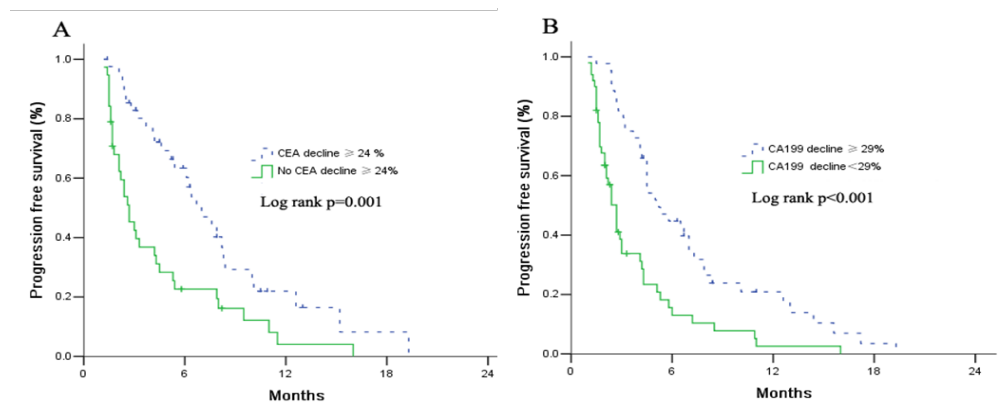 A
Progression free survival (%)
1.0
0.8
0.6
0.4
0.2
0.0
CEA decline ≥ 24 %
No CEA decline ≥ 24%
Log rank p=0.001
0 6 12 18 24
Months
B
Progression free survival (%)
1.0
0.8
0.6
0.4
0.2
0.0
CA199 decline ≥ 29%
CA199 decline <29%
Log rank p<0.001
0 6 12 18 24
Months